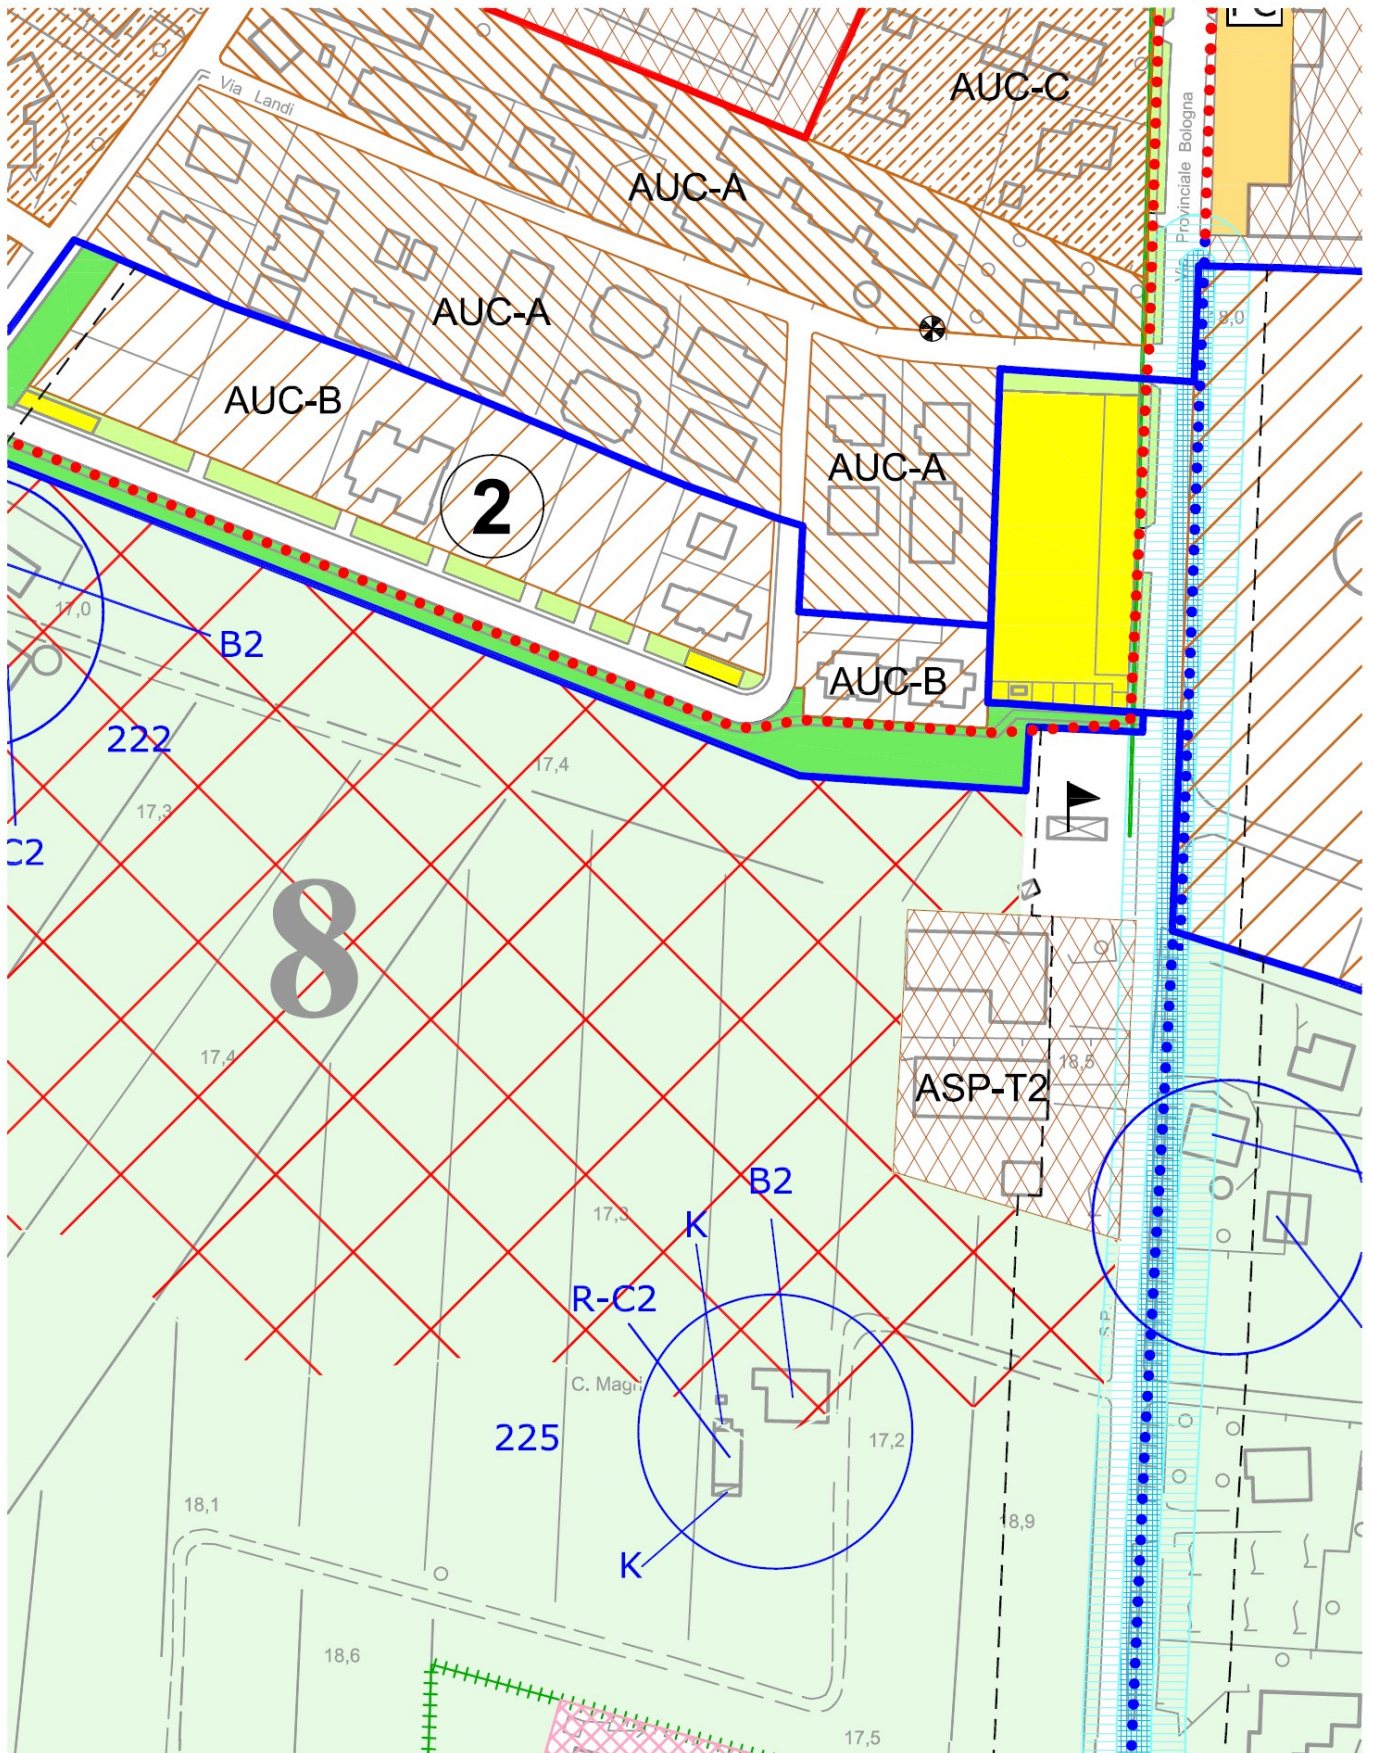 AUC-C
Via Landi
Provinciale Bologna
AUC-A
AUC-A
8,0
AUC-B
AUC-A
2
17,0
B2
AUC-B
222
17,4
17,3
C2
8
17,4
18,5
ASP-T2
B2
17,3
K
R-C2
S.P.
C. Magri
225
17,2
18,1
18,9
K
18,6
17,5